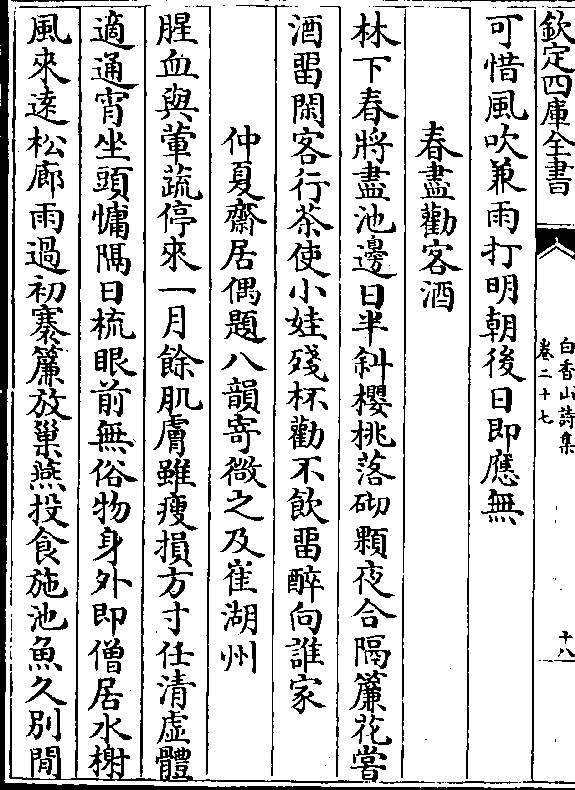 欽定四庫全書
白香山詩集
卷二十七
十八
可惜風吹兼雨打明朝後日即應無
春盡勸客酒
林下春將盡池邊日半斜櫻桃落砌顆夜合隔簾花嘗
酒留閑客行茶使小娃殘杯勸不飲留醉向誰家
仲夏齋居偶題八韻寄微之及崔湖州
腥血與葷蔬停來一月餘肌膚雖瘦損方寸任清虛體
適通宵坐頭慵隔日梳眼前無俗物身外即僧居水榭
風來遠松廊雨過初褰簾放巢燕投食施池魚久別閒